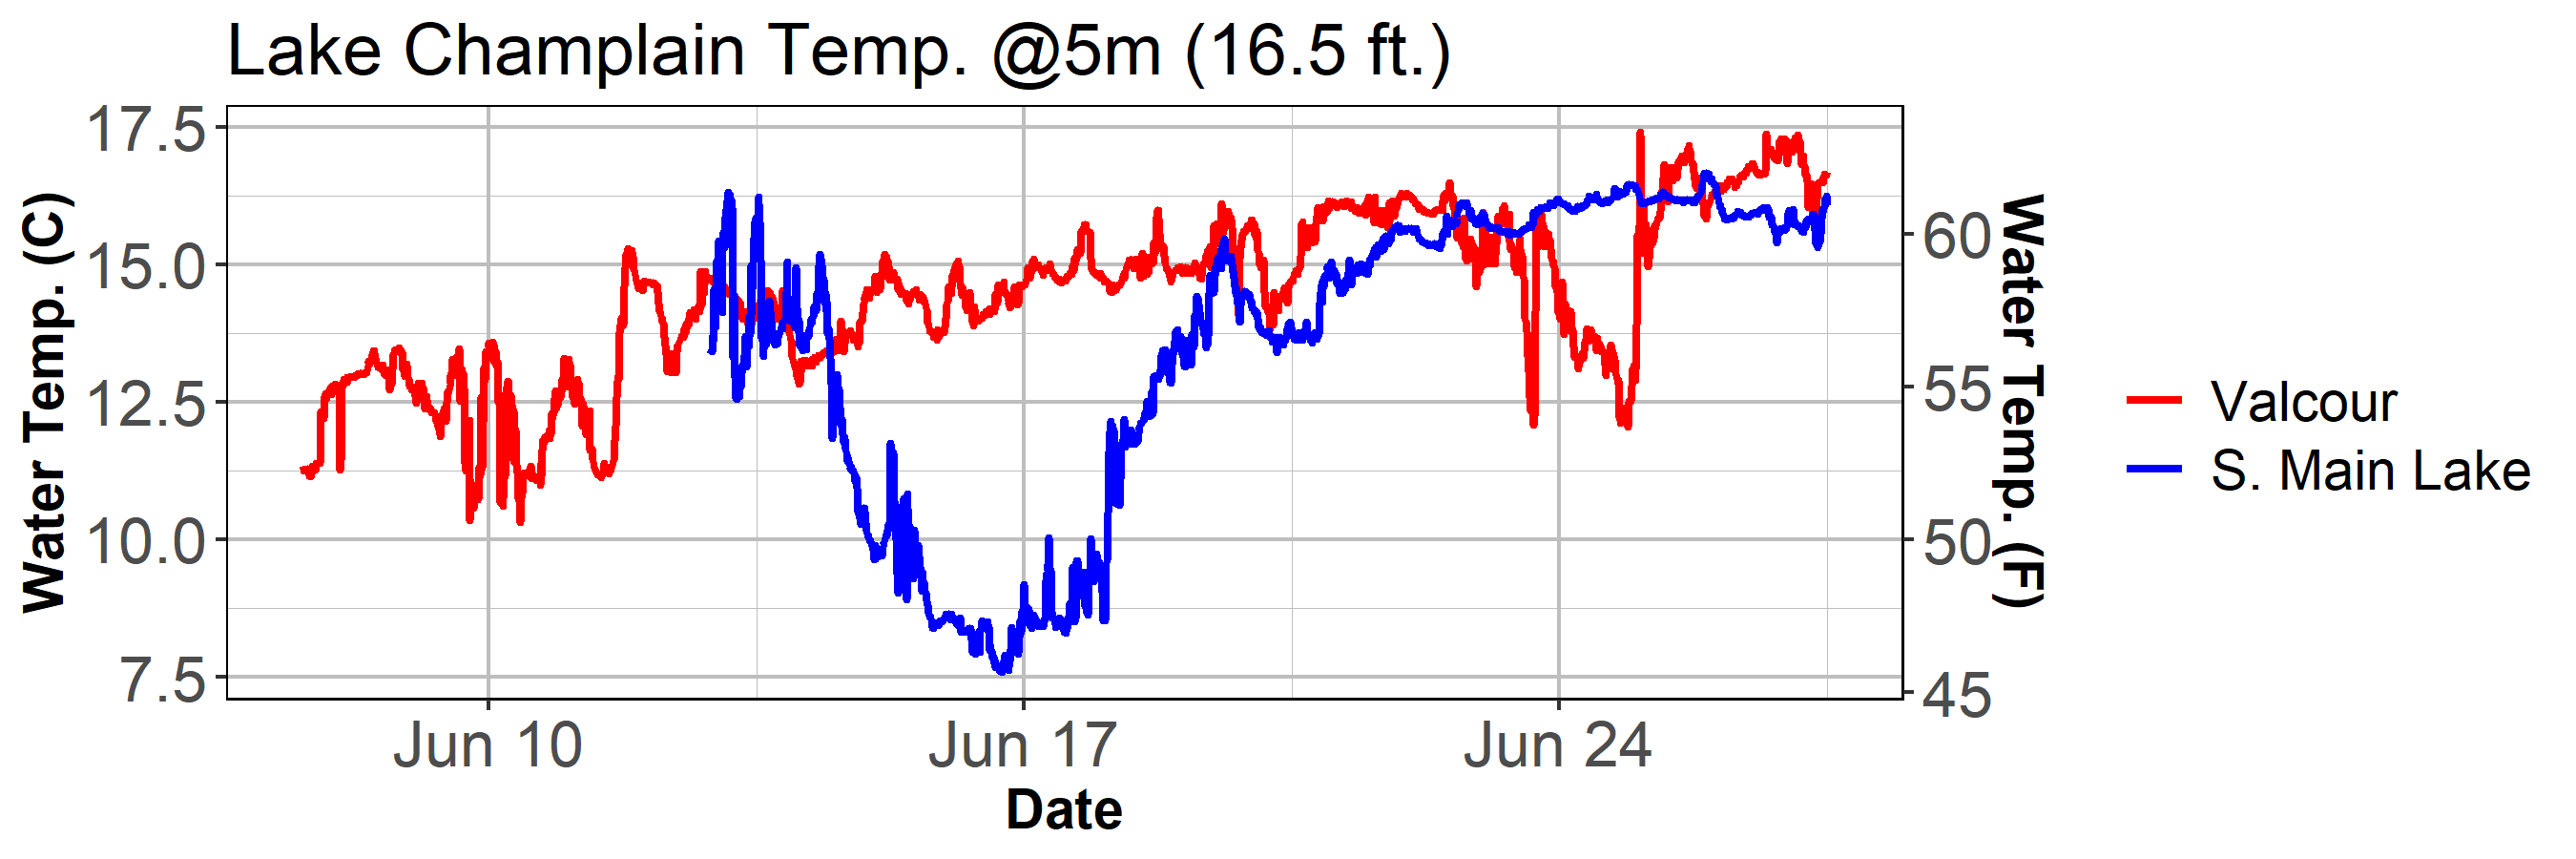 Lake Champlain Temp. @5m (16.5 ft.)
Water Temp. (C)
17.5
15.0
12.5
10.0
7.5
Water Temp. (F)
60
55
50
45
Jun 10
Jun 17
Jun 24
Date
Valcour
S. Main Lake